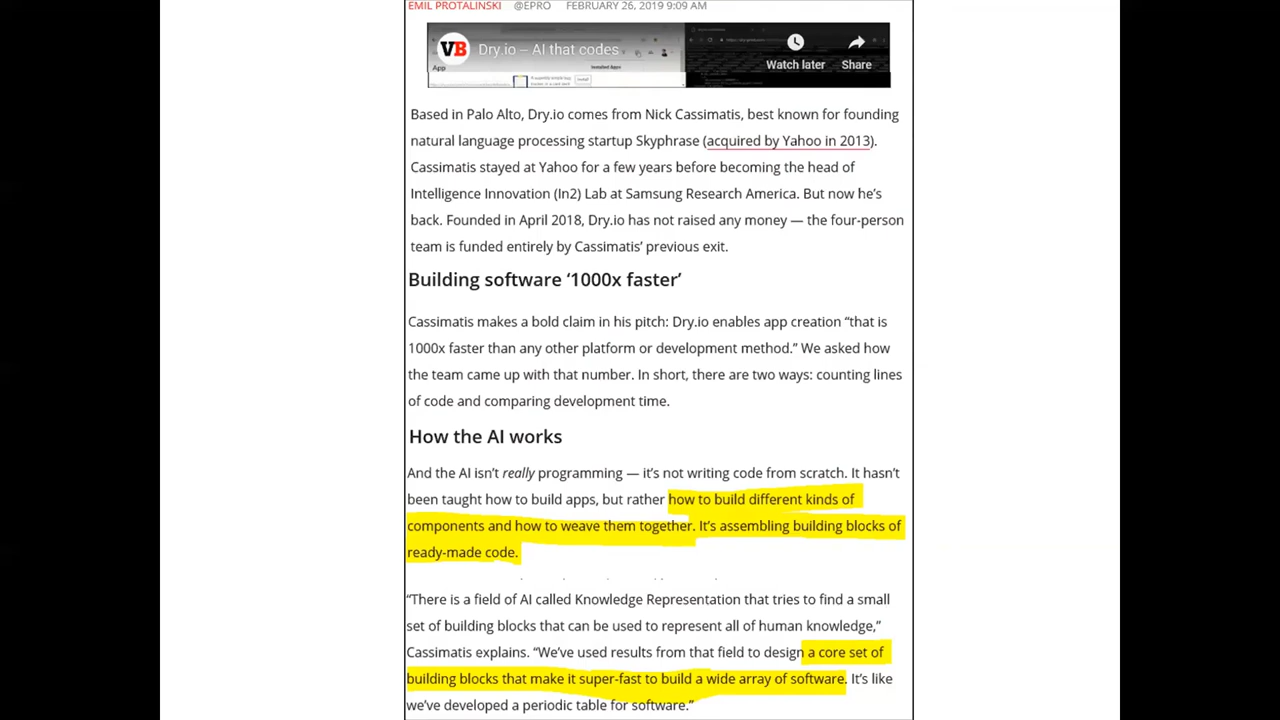 EMIL PROTALINSKI @EPRO FEBRUARY 26, 2019 9:09 AM
VB Dry.io – AI that codes
Watch later Share
App
Installed Apps
Based in Palo Alto, Dry.io comes from Nick Cassimatis, best known for founding
natural language processing startup Skyphrase (acquired by Yahoo in 2013).
Cassimatis stayed at Yahoo for a few years before becoming the head of
Intelligence Innovation (In2) Lab at Samsung Research America. But now he's
back. Founded in April 2018, Dry.io has not raised any money — the four-person
team is funded entirely by Cassimatis' previous exit.
Building software ‘1000x faster’
Cassimatis makes a bold claim in his pitch: Dry.io enables app creation “that is
1000x faster than any other platform or development method.” We asked how
the team came up with that number. In short, there are two ways: counting lines
of code and comparing development time.
How the AI works
And the AI isn't really programming — it's not writing code from scratch. It hasn't
been taught how to build apps, but rather how to build different kinds of
components and how to weave them together. It's assembling building blocks of
ready-made code.
“There is a field of AI called Knowledge Representation that tries to find a small
set of building blocks that can be used to represent all of human knowledge,”
Cassimatis explains. “We've used results from that field to design a core set of
building blocks that make it super-fast to build a wide array of software. It's like
we've developed a periodic table for software.”